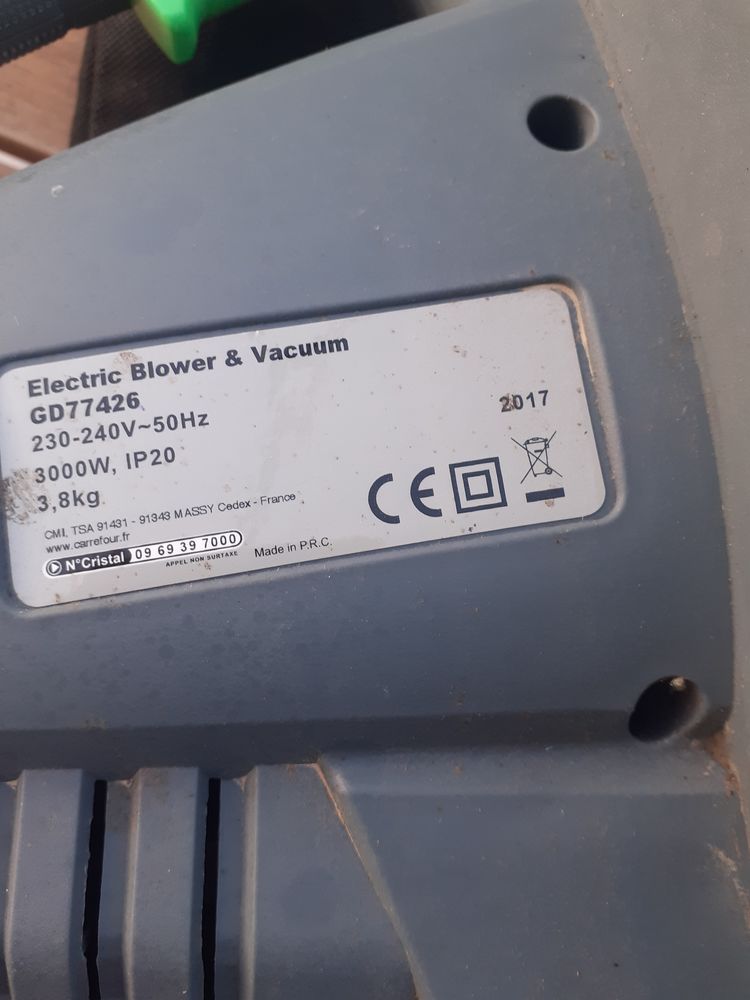 Electric Blower & Vacuum
GD77426
2017
230-240V~50Hz
3000W, IP20
3,8kg
CE
CMI, TSA 91431 - 91343 MASSY Cedex - France
www.carrefour.fr
N°Cristal 09 69 39 7000
APPEL NON SURTAXE
Made in P.R.C.